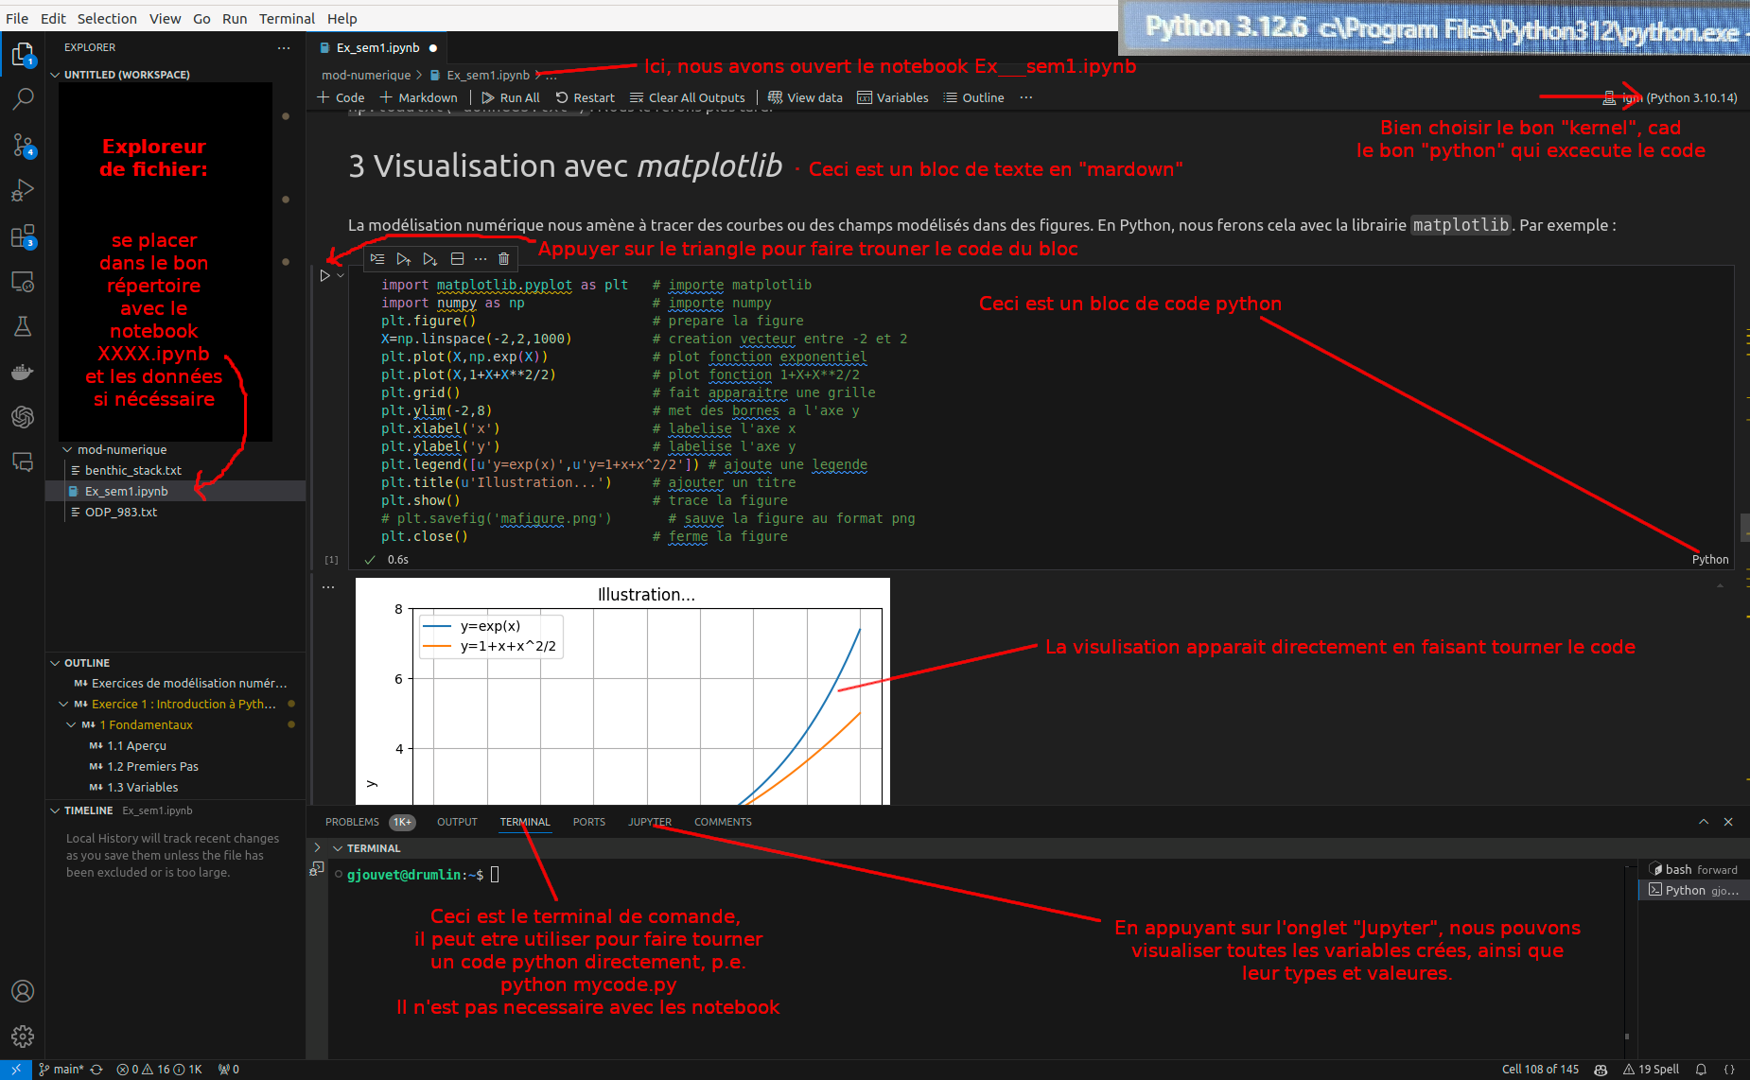 File Edit Selection View Go Run Terminal Help
Python 3.12.6 c:\Program Files\Python312\python.exe
EXPLORER
Ex_sem1.ipynb
UNTITLED (WORKSPACE)
mod-numerique > Ex_sem1.ipynb > ...
Ici, nous avons ouvert le notebook Ex___sem1.ipynb
+ Code + Markdown | Run All Restart Clear All Outputs | View data Variables Outline ...
(Python 3.10.14)
Bien choisir le bon "kernel", cad
le bon "python" qui excecute le code
Exploreur
de fichier:
se placer
dans le bon
répertoire
avec le
notebook
XXXX.ipynb
et les données
si nécéssaire
mod-numerique
benthic_stack.txt
Ex_sem1.ipynb
ODP_983.txt
3 Visualisation avec matplotlib
· Ceci est un bloc de texte en "mardown"
La modélisation numérique nous amène à tracer des courbes ou des champs modélisés dans des figures. En Python, nous ferons cela avec la librairie matplotlib. Par exemple :
Appuyer sur le triangle pour faire trouner le code du bloc
Ceci est un bloc de code python
import matplotlib.pyplot as plt # importe matplotlib
import numpy as np # importe numpy
plt.figure() # prepare la figure
X=np.linspace(-2,2,1000) # creation vecteur entre -2 et 2
plt.plot(X,np.exp(X)) # plot fonction exponentiel
plt.plot(X,1+X+X**2/2) # plot fonction 1+X+X**2/2
plt.grid() # fait apparaitre une grille
plt.ylim(-2,8) # met des bornes a l'axe y
plt.xlabel('x') # labelise l'axe x
plt.ylabel('y') # labelise l'axe y
plt.legend([u'y=exp(x)',u'y=1+x+x^2/2']) # ajoute une legende
plt.title(u'Illustration...') # ajouter un titre
plt.show() # trace la figure
# plt.savefig('mafigure.png') # sauve la figure au format png
plt.close() # ferme la figure
[1] 0.6s
Python
Illustration...
y=exp(x)
y=1+x+x^2/2
8
6
4
y
La visulisation apparait directement en faisant tourner le code
OUTLINE
M↓ Exercices de modélisation numér...
M↓ Exercice 1 : Introduction à Pyth...
M↓ 1 Fondamentaux
M↓ 1.1 Aperçu
M↓ 1.2 Premiers Pas
M↓ 1.3 Variables
TIMELINE Ex_sem1.ipynb
Local History will track recent changes
as you save them unless the file has
been excluded or is too large.
PROBLEMS 1K+ OUTPUT TERMINAL PORTS JUPYTER COMMENTS
TERMINAL
gjouvet@drumlin:~$
bash forward
Python gjo...
Ceci est le terminal de comande,
il peut etre utiliser pour faire tourner
un code python directement, p.e.
python mycode.py
Il n'est pas necessaire avec les notebook
En appuyant sur l'onglet "Jupyter", nous pouvons
visualiser toutes les variables crées, ainsi que
leur types et valeures.
main* 0 16 1K 0
Cell 108 of 145 19 Spell